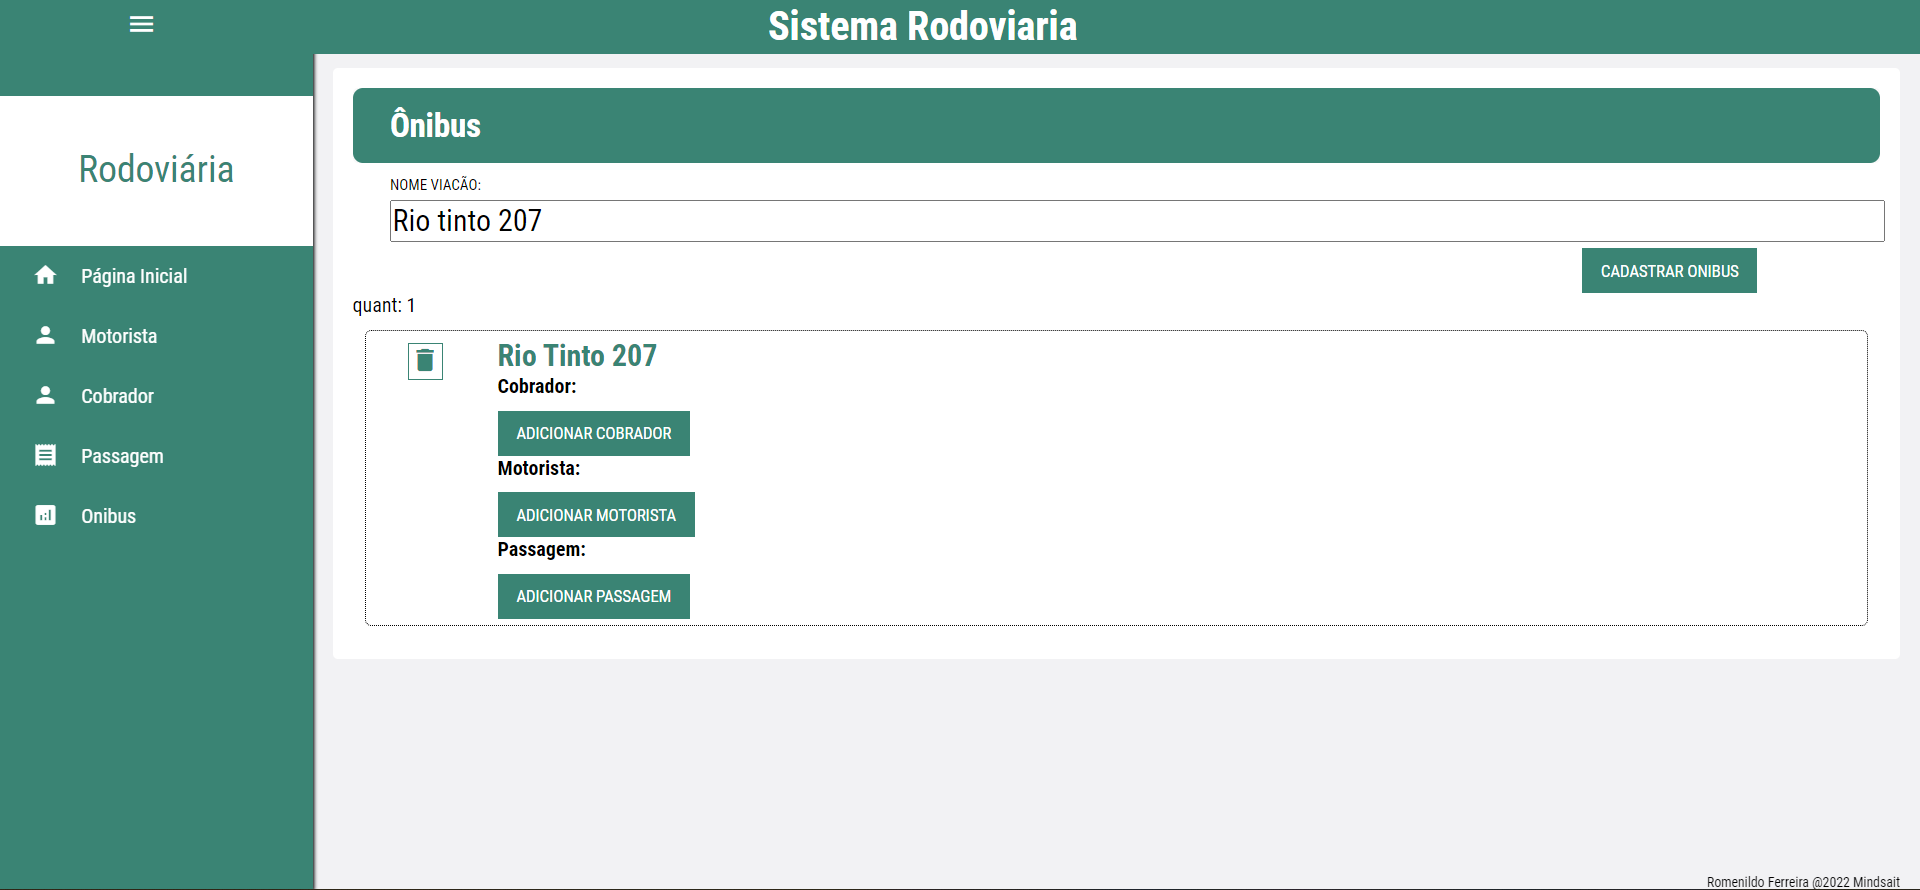 Sistema Rodoviaria
Rodoviária
Página Inicial
Motorista
Cobrador
Passagem
Onibus
Ônibus
NOME VIACÃO:
Rio tinto 207
CADASTRAR ONIBUS
quant: 1
Rio Tinto 207
Cobrador:
ADICIONAR COBRADOR
Motorista:
ADICIONAR MOTORISTA
Passagem:
ADICIONAR PASSAGEM
Romenildo Ferreira @2022 Mindsait